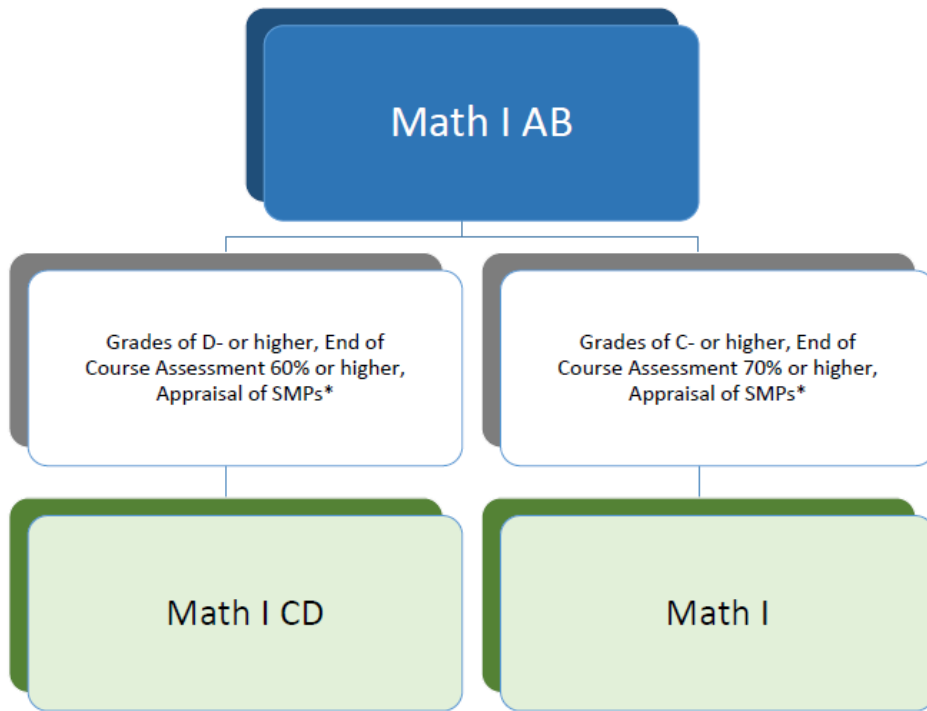 Math I AB
Grades of D- or higher, End of
Course Assessment 60% or higher,
Appraisal of SMPs*
Grades of C- or higher, End of
Course Assessment 70% or higher,
Appraisal of SMPs*
Math I CD
Math I